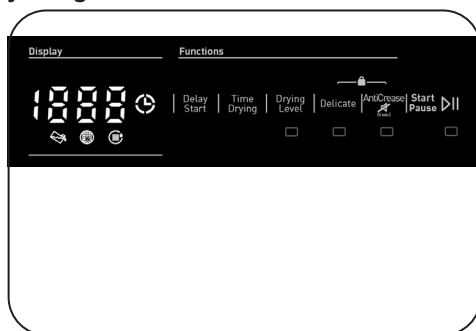 Display
Functions
1888
Delay
Start
Time
Drying
Drying
Level
Delicate
AntiCrease
Start
Pause